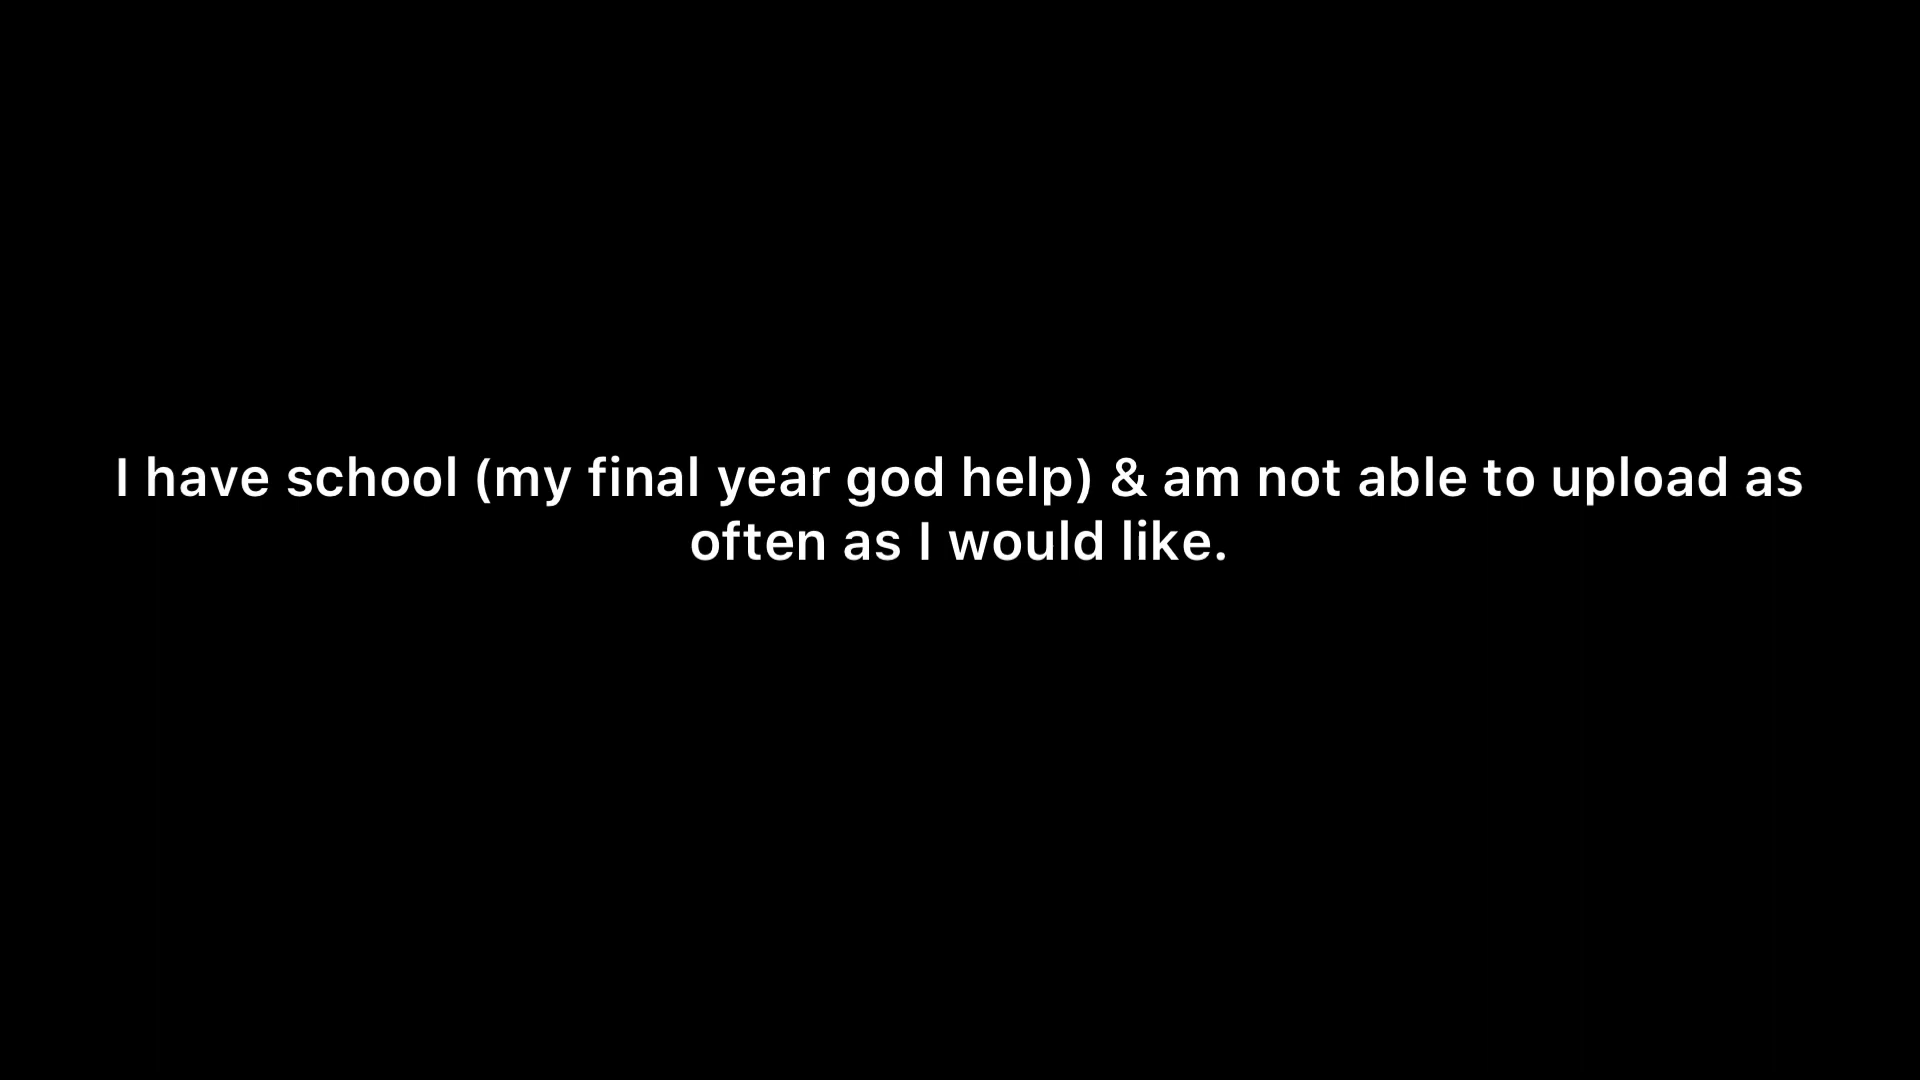 I have school (my final year god help) & am not able to upload as
often as I would like.